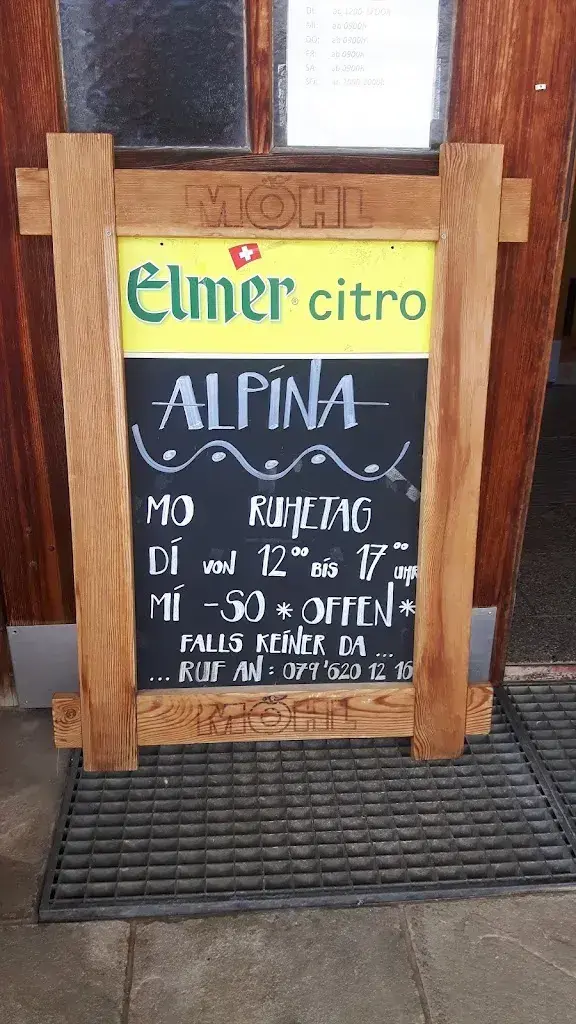 MÖHL
Elmer® citro
ALPINA
MO RUHETAG
DI VON 12°° BIS 17°° UHR
MI -SO * OFFEN *
FALLS KEINER DA ...
... RUF AN: 079'620 12 16
MÖHL